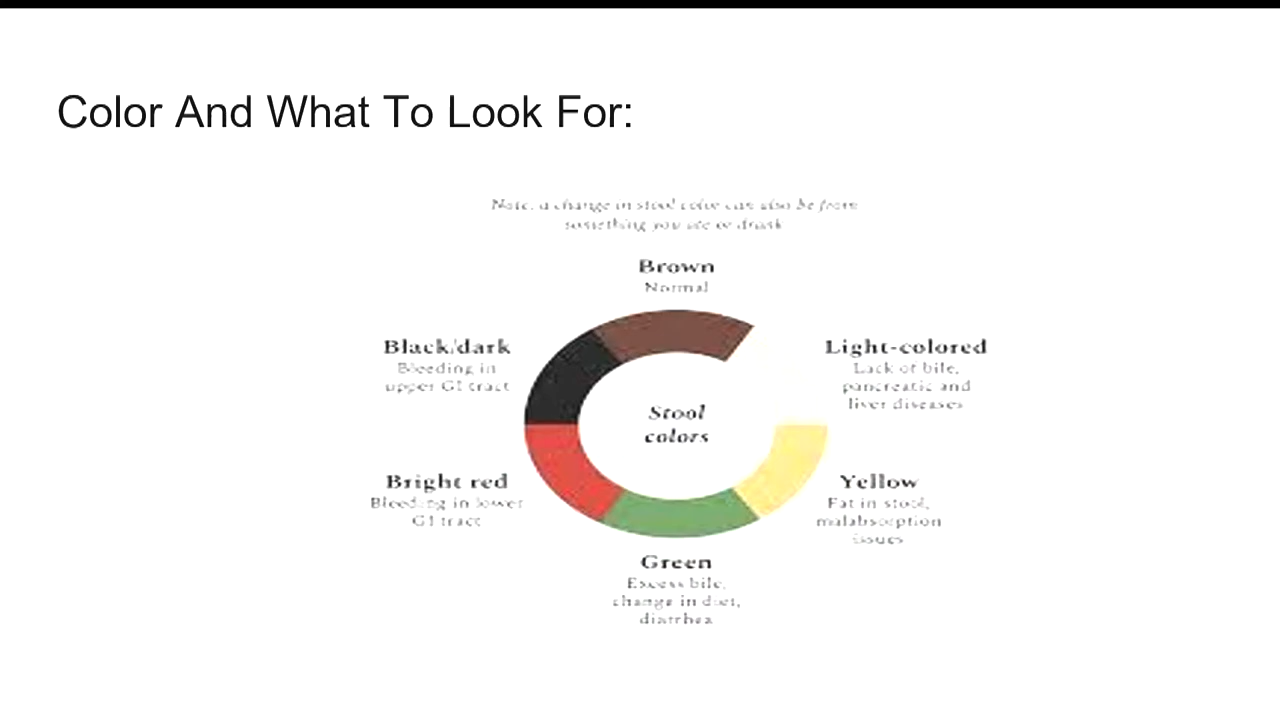 Color And What To Look For:
Note, a change in stool color can also be from
something you ate or drank
Brown
Normal
Black/dark
Bleeding in
upper GI tract
Light-colored
Lack of bile,
pancreatic and
liver diseases
Stool
colors
Bright red
Bleeding in lower
GI tract
Yellow
Fat in stool,
malabsorption
issues
Green
Excess bile,
change in diet,
diarrhea